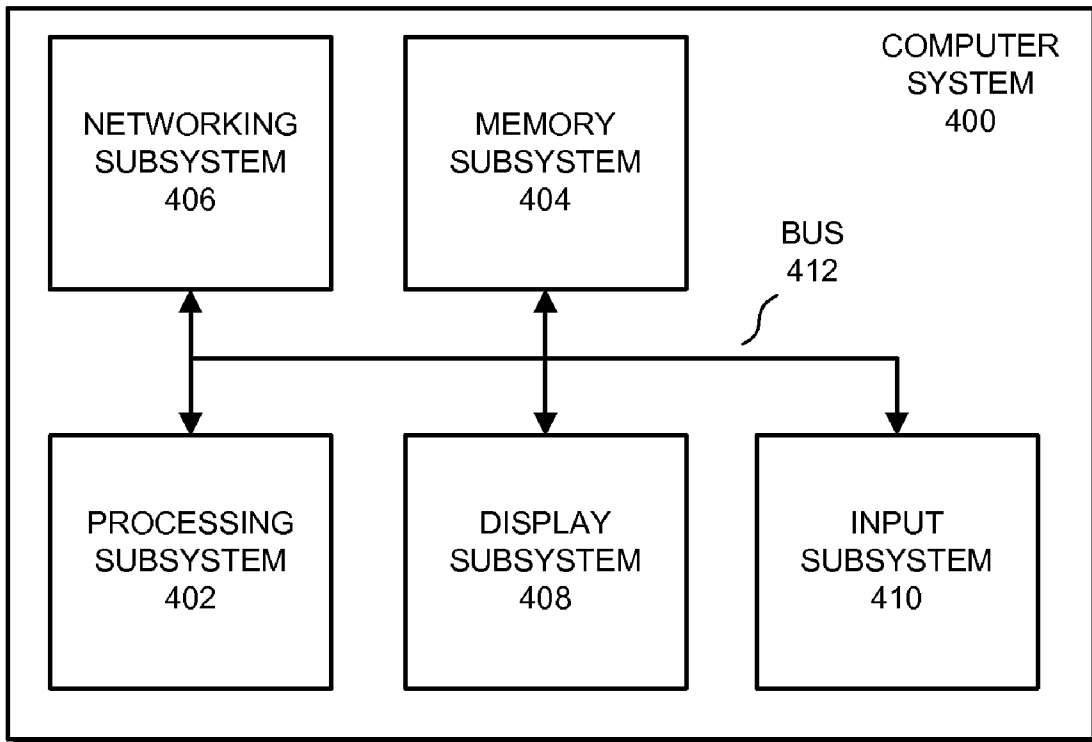 COMPUTER
SYSTEM
400
NETWORKING
SUBSYSTEM
406
MEMORY
SUBSYSTEM
404
BUS
412
PROCESSING
SUBSYSTEM
402
DISPLAY
SUBSYSTEM
408
INPUT
SUBSYSTEM
410